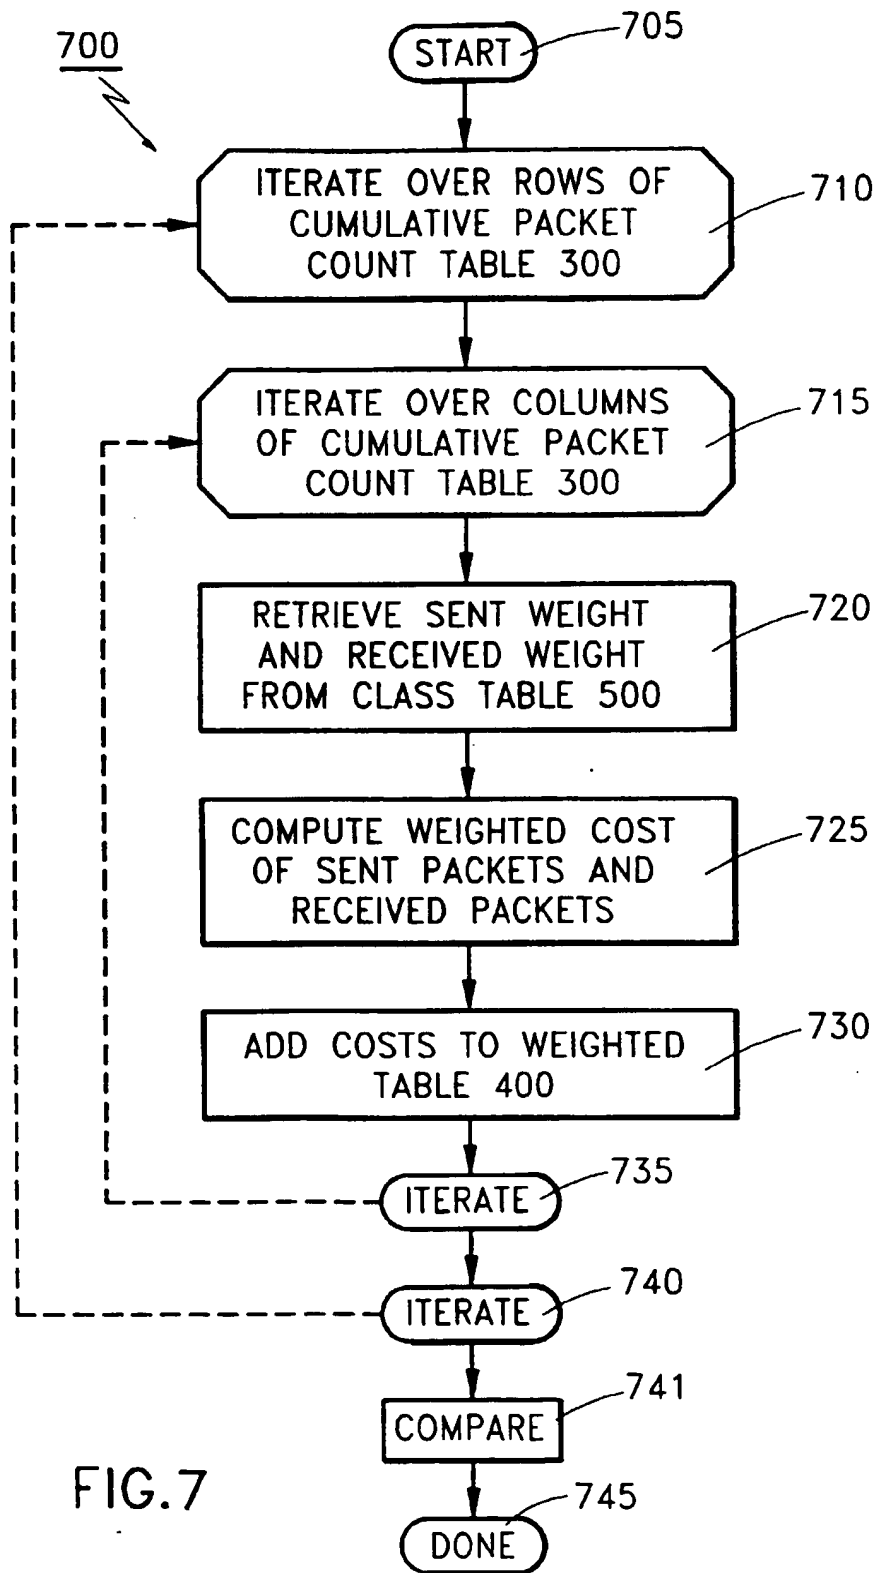 700
START
705
ITERATE OVER ROWS OF
CUMULATIVE PACKET
COUNT TABLE 300
710
ITERATE OVER COLUMNS
OF CUMULATIVE PACKET
COUNT TABLE 300
715
RETRIEVE SENT WEIGHT
AND RECEIVED WEIGHT
FROM CLASS TABLE 500
720
COMPUTE WEIGHTED COST
OF SENT PACKETS AND
RECEIVED PACKETS
725
ADD COSTS TO WEIGHTED
TABLE 400
730
ITERATE
735
ITERATE
740
COMPARE
741
DONE
745
FIG.7